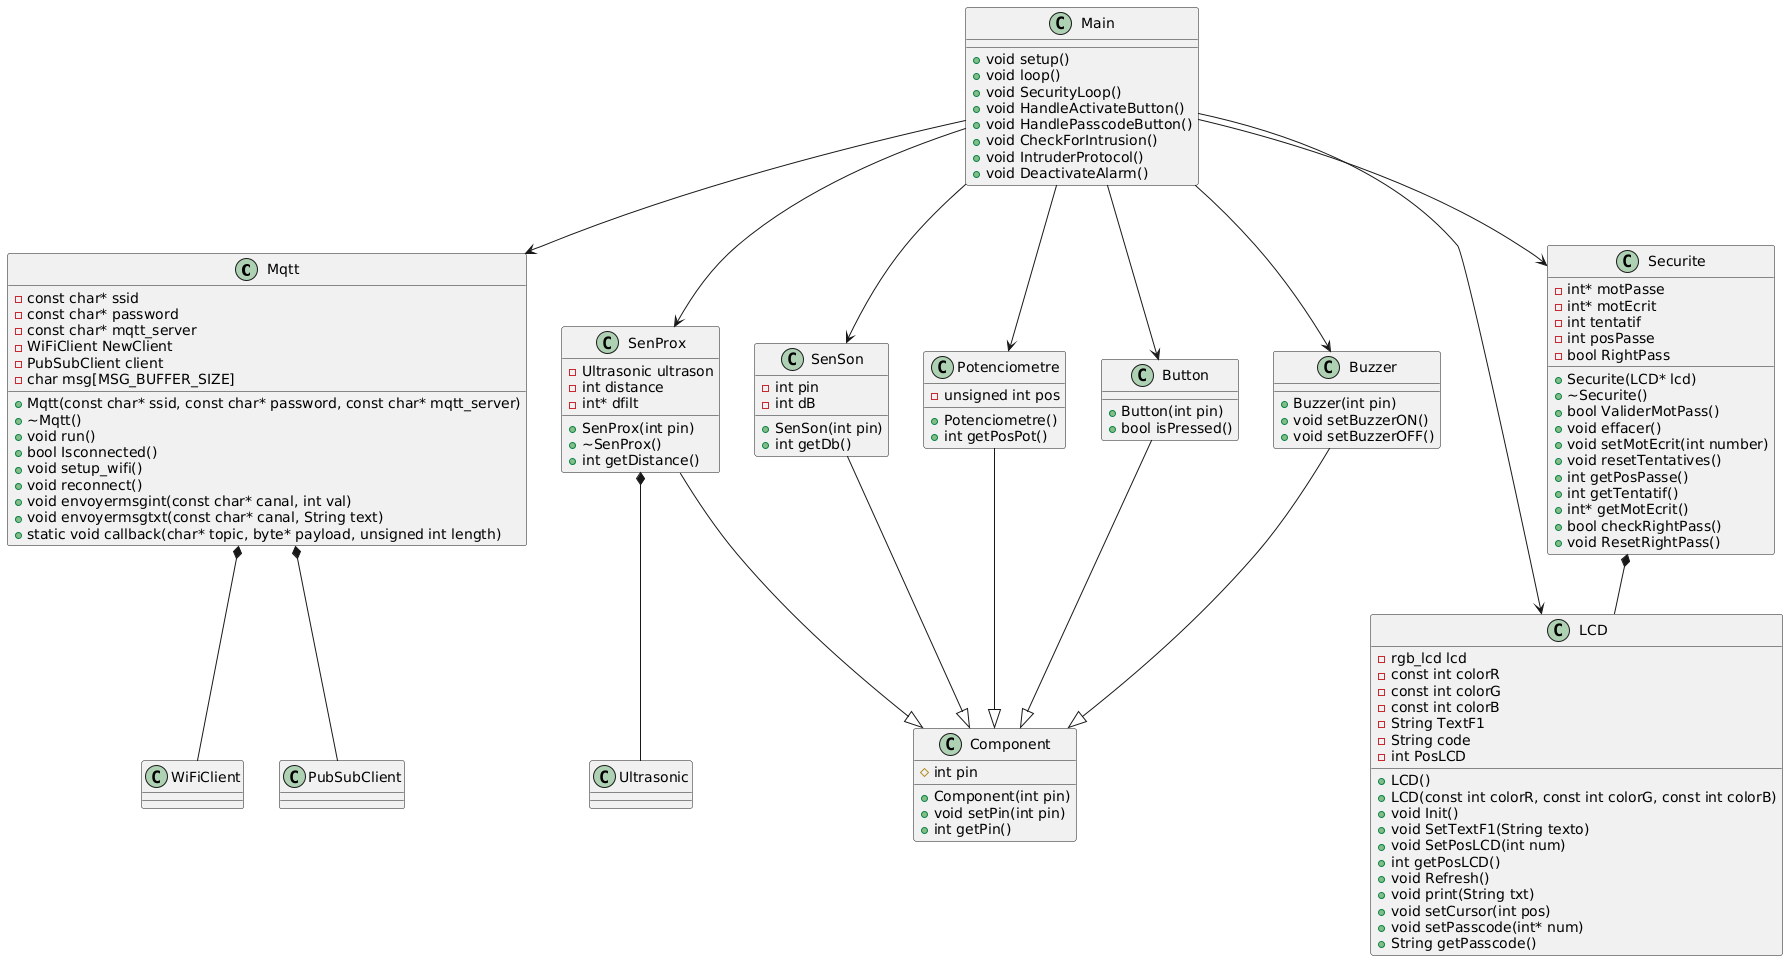 C Main
void setup()
void loop()
void SecurityLoop()
void HandleActivateButton()
void HandlePasscodeButton()
void CheckForIntrusion()
void IntruderProtocol()
void DeactivateAlarm()
C Mqtt
const char* ssid
const char* password
const char* mqtt_server
WiFiClient NewClient
PubSubClient client
char msg[MSG_BUFFER_SIZE]
Mqtt(const char* ssid, const char* password, const char* mqtt_server)
~Mqtt()
void run()
bool Isconnected()
void setup_wifi()
void reconnect()
void envoyermsgint(const char* canal, int val)
void envoyermsgtxt(const char* canal, String text)
static void callback(char* topic, byte* payload, unsigned int length)
C SenProx
Ultrasonic ultrason
int distance
int* dfilt
SenProx(int pin)
~SenProx()
int getDistance()
C SenSon
int pin
int dB
SenSon(int pin)
int getDb()
C Potenciometre
unsigned int pos
Potenciometre()
int getPosPot()
C Button
Button(int pin)
bool isPressed()
C Buzzer
Buzzer(int pin)
void setBuzzerON()
void setBuzzerOFF()
C Securite
int* motPasse
int* motEcrit
int tentatif
int posPasse
bool RightPass
Securite(LCD* lcd)
~Securite()
bool ValiderMotPass()
void effacer()
void setMotEcrit(int number)
void resetTentatives()
int getPosPasse()
int getTentatif()
int* getMotEcrit()
bool checkRightPass()
void ResetRightPass()
C WiFiClient
C PubSubClient
C Ultrasonic
C Component
int pin
Component(int pin)
void setPin(int pin)
int getPin()
C LCD
rgb_lcd lcd
const int colorR
const int colorG
const int colorB
String TextF1
String code
int PosLCD
LCD()
LCD(const int colorR, const int colorG, const int colorB)
void Init()
void SetTextF1(String texto)
void SetPosLCD(int num)
int getPosLCD()
void Refresh()
void print(String txt)
void setCursor(int pos)
void setPasscode(int* num)
String getPasscode()